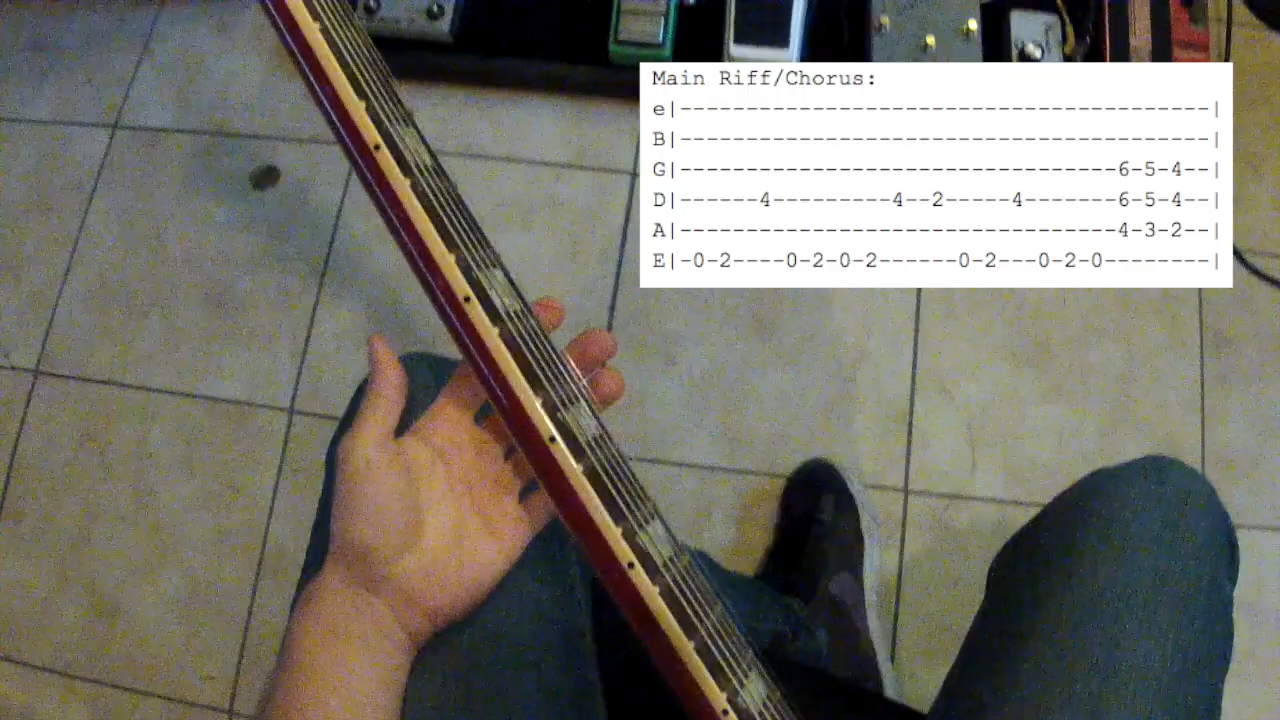 Main Riff/Chorus:
e|----------------------------------------|
B|----------------------------------------|
G|---------------------------------6-5-4--|
D|------4---------4--2-----4-------6-5-4--|
A|---------------------------------4-3-2--|
E|-0-2----0-2-0-2------0-2---0-2-0--------|